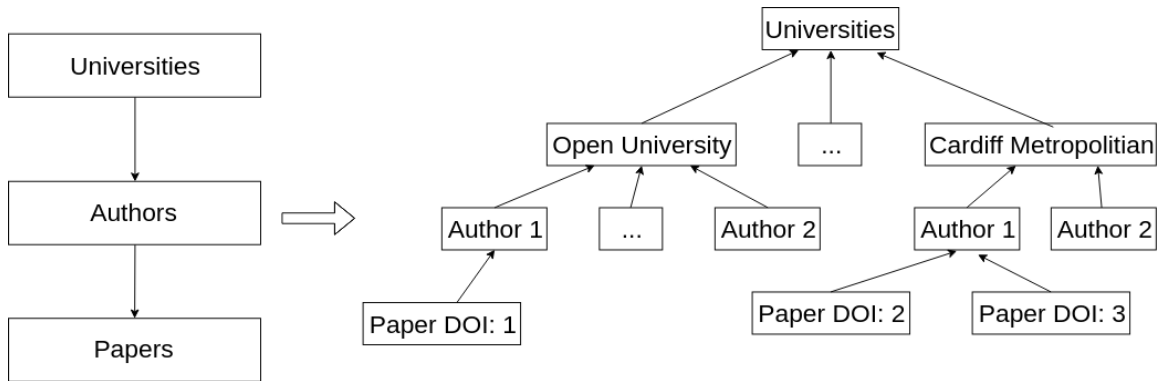 Universities
Authors
Papers
Universities
Open University
...
Cardiff Metropolitian
Author 1
...
Author 2
Author 1
Author 2
Paper DOI: 1
Paper DOI: 2
Paper DOI: 3